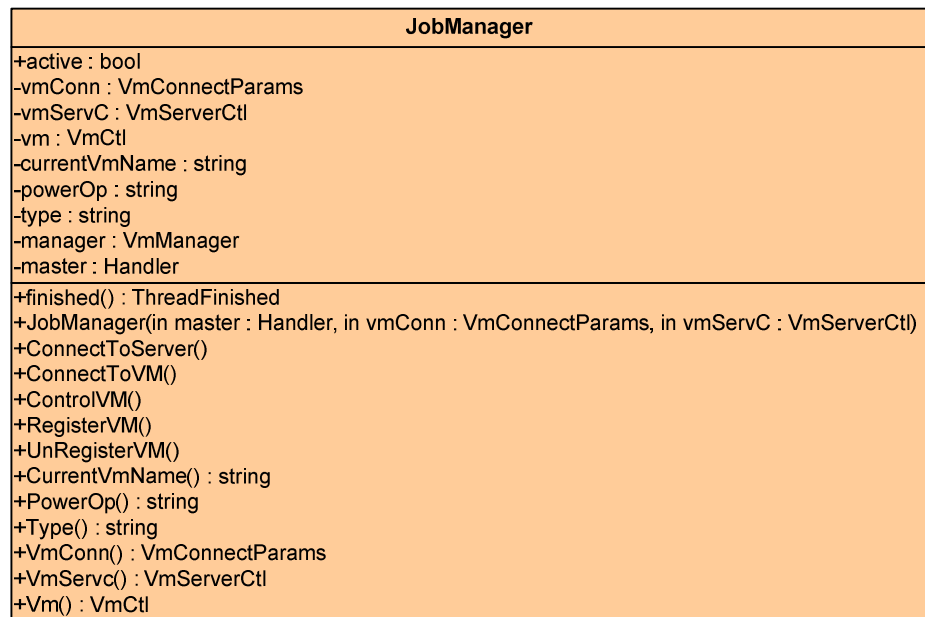 JobManager
+active : bool
-vmConn : VmConnectParams
-vmServC : VmServerCtl
-vm : VmCtl
-currentVmName : string
-powerOp : string
-type : string
-manager : VmManager
-master : Handler
+finished() : ThreadFinished
+JobManager(in master : Handler, in vmConn : VmConnectParams, in vmServC : VmServerCtl)
+ConnectToServer()
+ConnectToVM()
+ControlVM()
+RegisterVM()
+UnRegisterVM()
+CurrentVmName() : string
+PowerOp() : string
+Type() : string
+VmConn() : VmConnectParams
+VmServc() : VmServerCtl
+Vm() : VmCtl